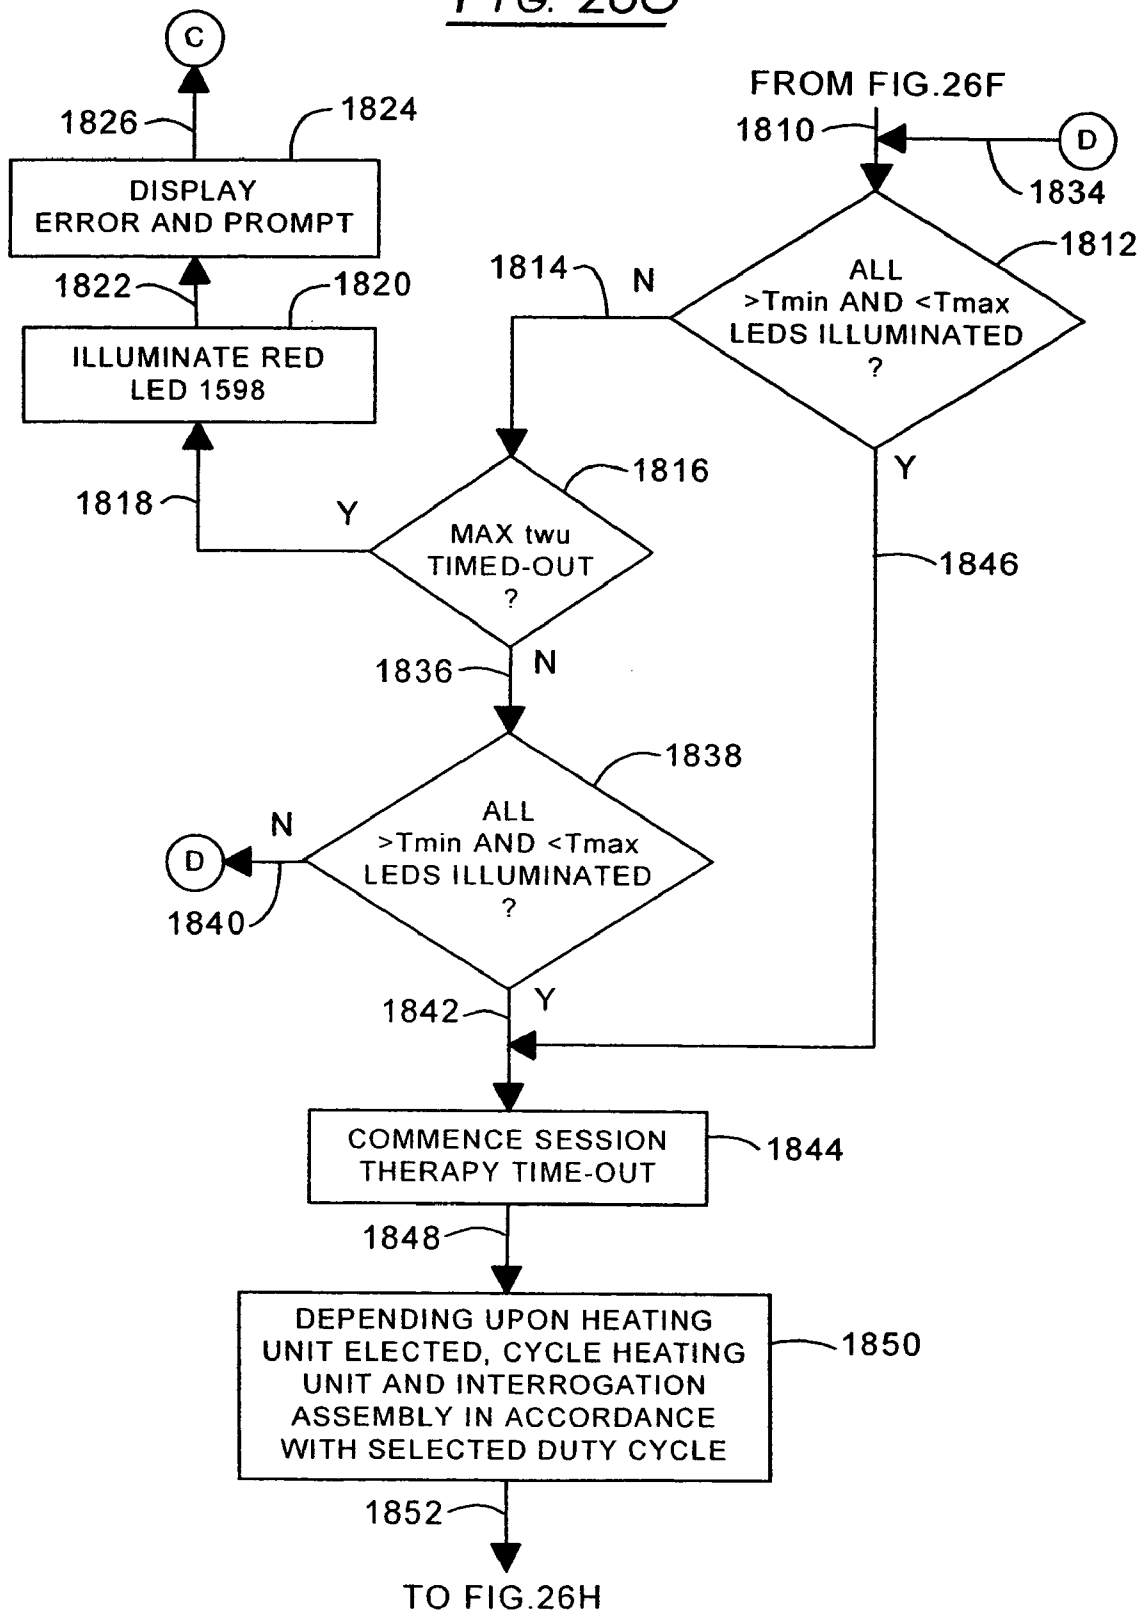 FIG. 26G
C
FROM FIG.26F
1826
1824
1810
D
DISPLAY
ERROR AND PROMPT
1834
1812
1822
1820
1814
N
ALL
>Tmin AND <Tmax
LEDS ILLUMINATED
?
ILLUMINATE RED
LED 1598
Y
1818
Y
1816
MAX twu
TIMED-OUT
?
1846
1836
N
1838
ALL
>Tmin AND <Tmax
LEDS ILLUMINATED
?
N
D
1840
1842
Y
COMMENCE SESSION
THERAPY TIME-OUT
1844
1848
DEPENDING UPON HEATING
UNIT ELECTED, CYCLE HEATING
UNIT AND INTERROGATION
ASSEMBLY IN ACCORDANCE
WITH SELECTED DUTY CYCLE
1850
1852
TO FIG.26H